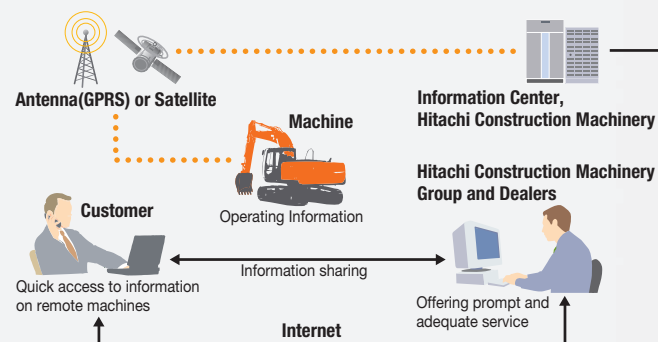 Antenna(GPRS) or Satellite
Information Center,
Hitachi Construction Machinery
Machine
Operating Information
Hitachi Construction Machinery
Group and Dealers
Customer
Information sharing
Quick access to information
on remote machines
Offering prompt and
adequate service
Internet